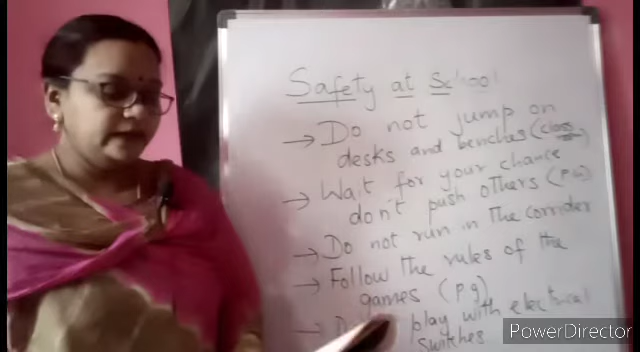 Safety at School
→ Do not jump on
desks and benches (class
→ Wait for your chance
don't push others (
→ Do not run in The corrider
→ Follow The rules of the
games (p g)
→ play with electrical
switches
PowerDirector